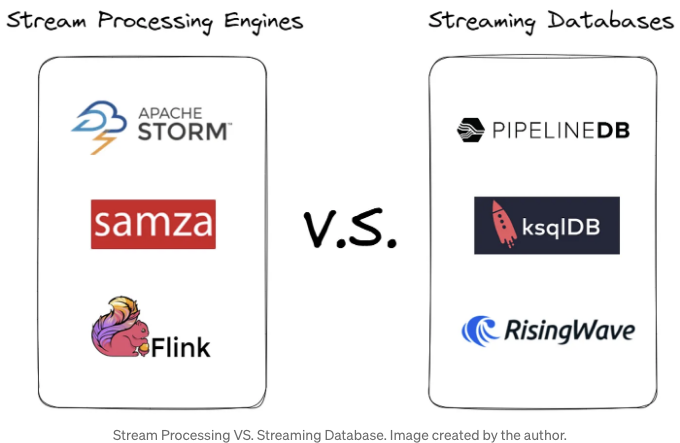 Stream Processing Engines
Streaming Databases
APACHE
STORM™
samza
Flink
V.S.
PIPELINEDB
ksqlDB
RisingWave
Stream Processing VS. Streaming Database. Image created by the author.